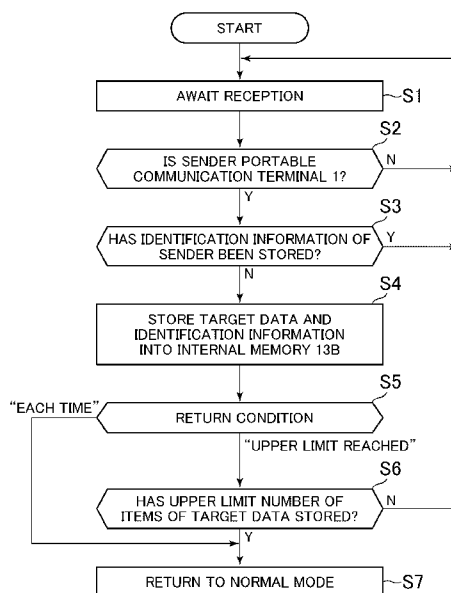 START
AWAIT RECEPTION
S1
S2
IS SENDER PORTABLE
COMMUNICATION TERMINAL 1?
N
Y
S3
HAS IDENTIFICATION INFORMATION OF
SENDER BEEN STORED?
Y
N
S4
STORE TARGET DATA AND
IDENTIFICATION INFORMATION
INTO INTERNAL MEMORY 13B
S5
"EACH TIME"
RETURN CONDITION
"UPPER LIMIT REACHED"
S6
HAS UPPER LIMIT NUMBER OF
ITEMS OF TARGET DATA STORED?
N
Y
RETURN TO NORMAL MODE
S7